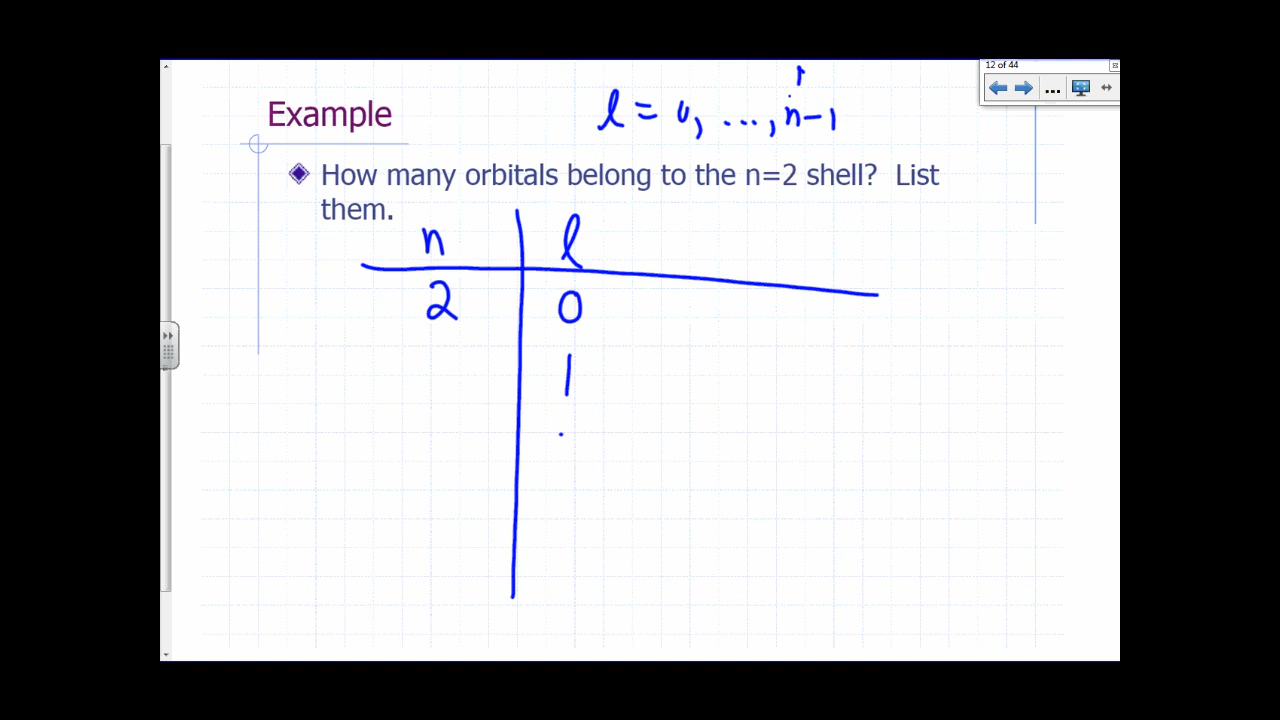 12 of 44
...
Example
l = 0, ..., n-1
How many orbitals belong to the n=2 shell? List
them.
n l
2 0
1